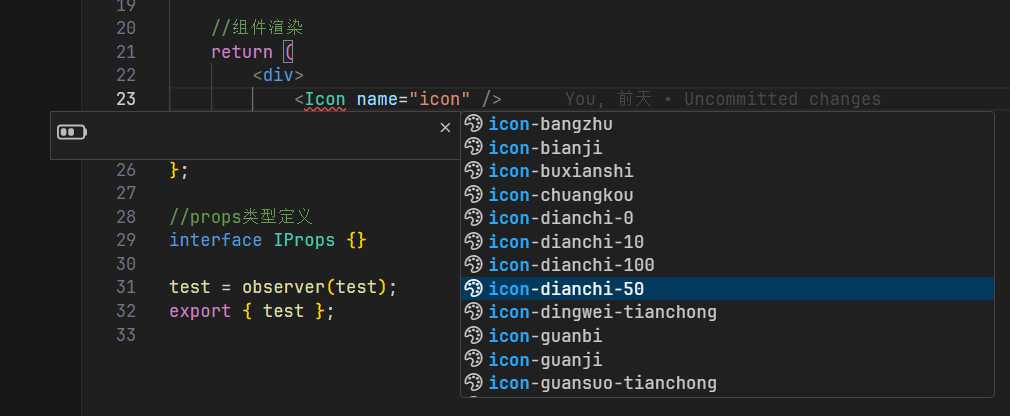 19
20 //组件渲染
21 return (
22 <div>
23 <Icon name="icon" /> You, 前天 • Uncommitted changes
26 };
27
28 //props类型定义
29 interface IProps {}
30
31 test = observer(test);
32 export { test };
33
icon-bangzhu
icon-bianji
icon-buxianshi
icon-chuangkou
icon-dianchi-0
icon-dianchi-10
icon-dianchi-100
icon-dianchi-50
icon-dingwei-tianchong
icon-guanbi
icon-guanji
icon-guansuo-tianchong